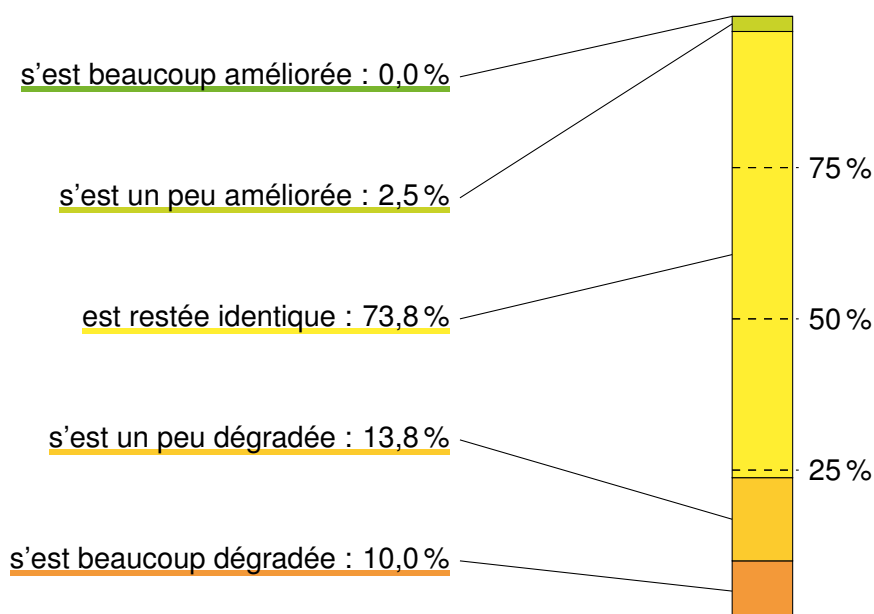 s'est beaucoup améliorée : 0,0 %
75 %
s'est un peu améliorée : 2,5 %
est restée identique : 73,8 %
50 %
s'est un peu dégradée : 13,8 %
25 %
s'est beaucoup dégradée : 10,0 %